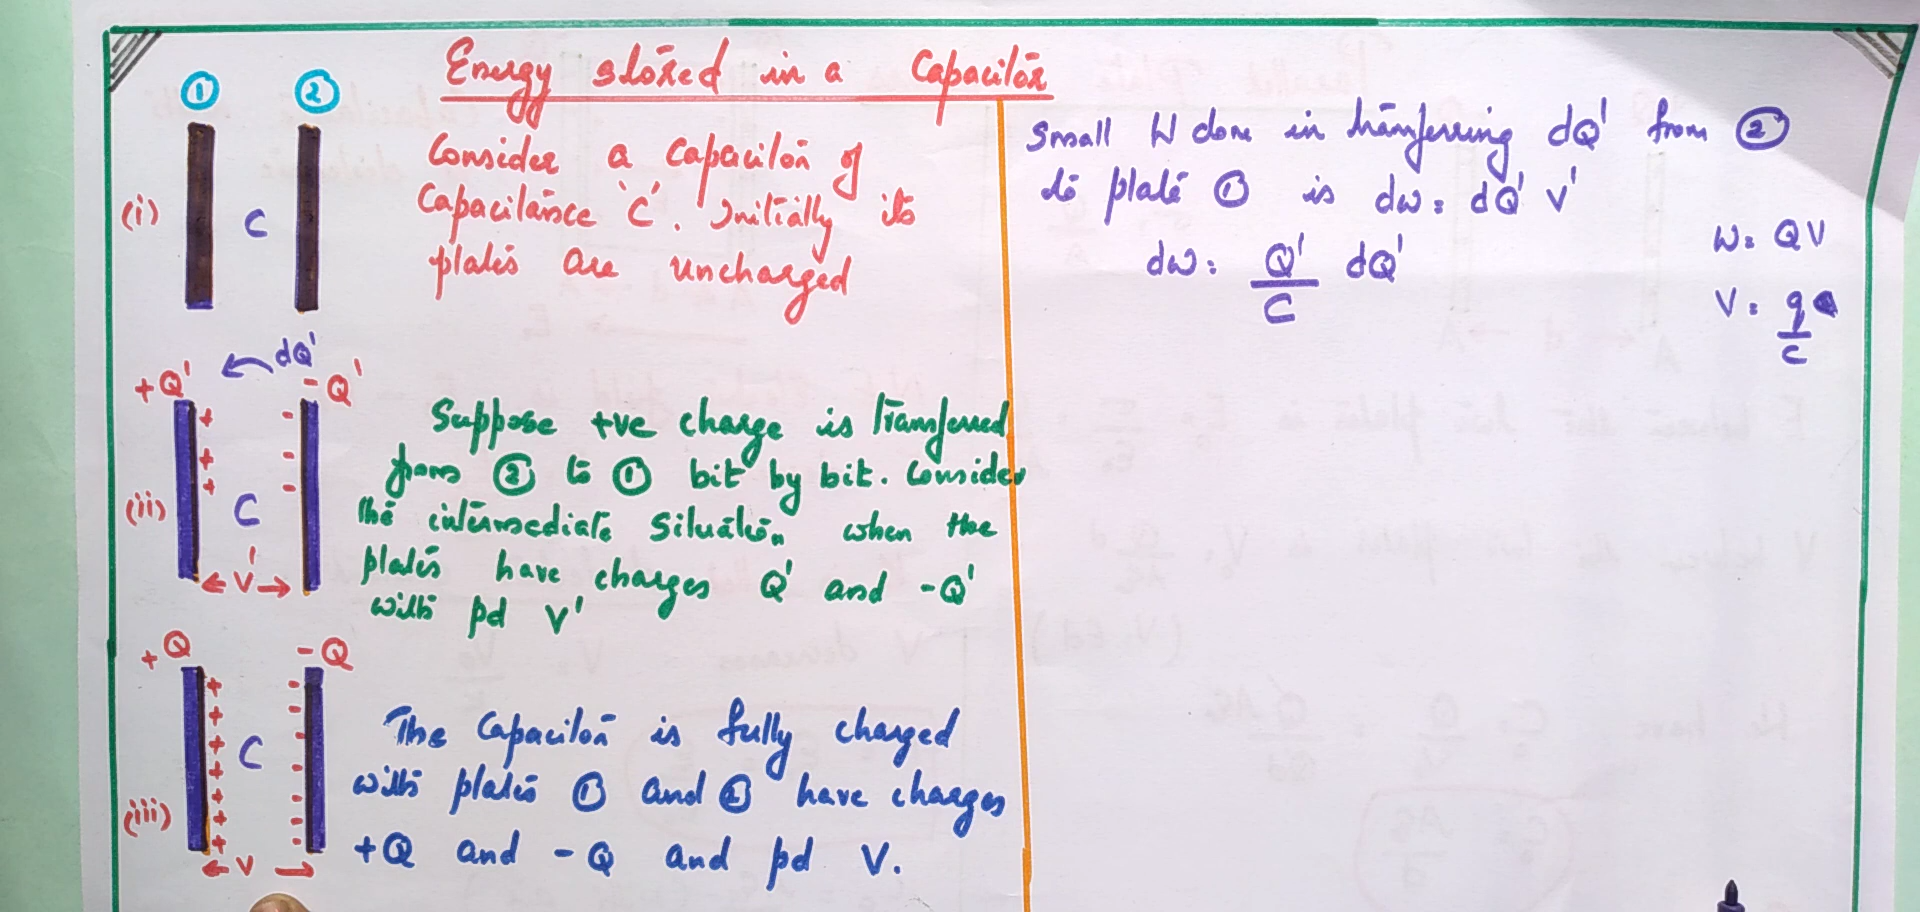 Energy stored in a Capacitor
① ②
(i) C
Consider a capacitor of
Capacitance 'C'. Initially its
plates are uncharged
dQ'
+Q' -Q'
+ -
+ -
+ -
(ii) C
V'
Suppose +ve charge is transferred
from ② to ① bit by bit. Consider
the intermediate situation when the
plates have charges Q' and -Q'
with pd V'
+Q -Q
C
(iii)
V
The Capacitor is fully charged
with plates ① and ② have charges
+Q and -Q and pd V.
Small W done in transferring dQ' from ②
to plate ① is dw = dQ' V'
dw = Q'/C dQ'
W = QV
V = q/C